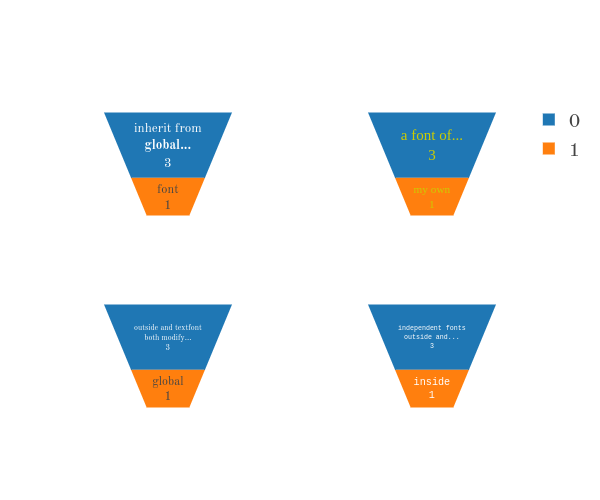 inherit from
global...
3
font
1
a font of...
3
my own
1
0
1
outside and textfont
both modify...
3
global
1
independent fonts
outside and...
3
inside
1